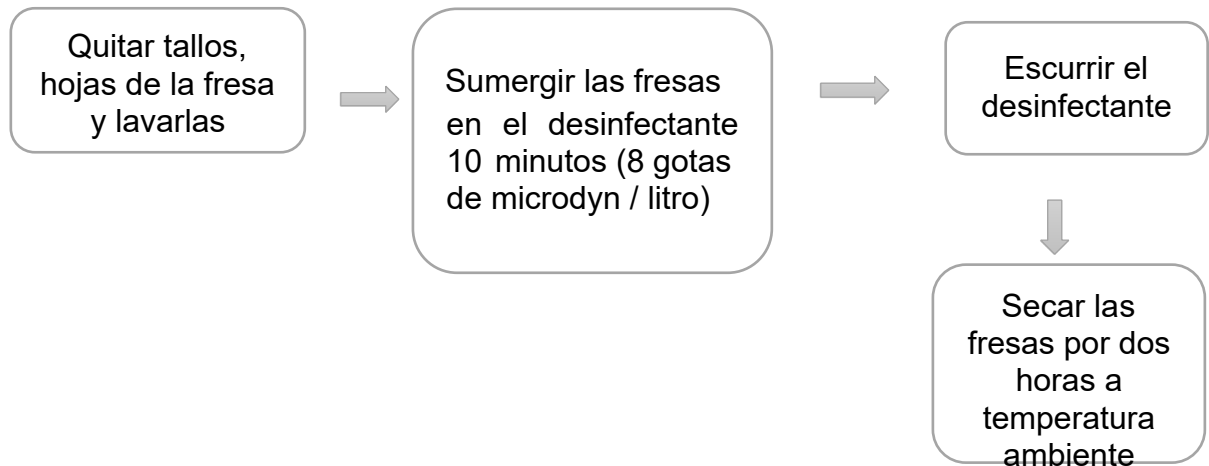 Quitar tallos,
hojas de la fresa
y lavarlas
Sumergir las fresas
en el desinfectante
10 minutos (8 gotas
de microdyn / litro)
Escurrir el
desinfectante
Secar las
fresas por dos
horas a
temperatura
ambiente